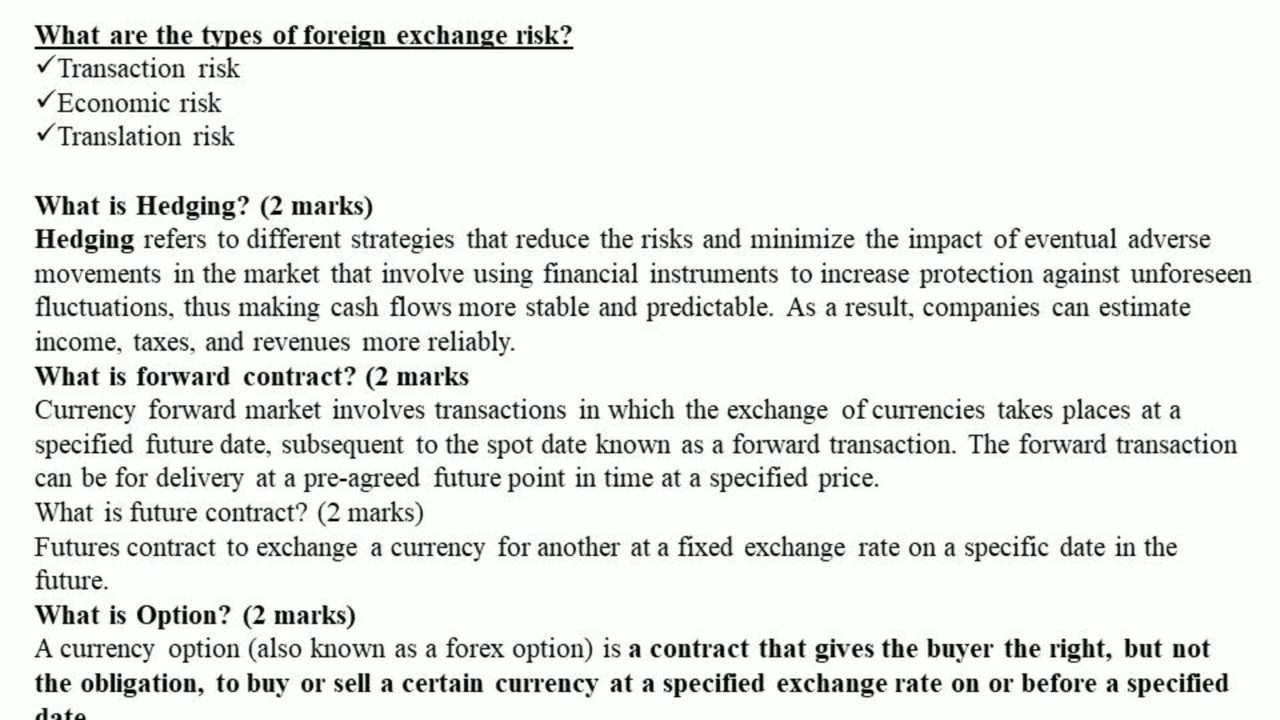 What are the types of foreign exchange risk?
✓Transaction risk
✓Economic risk
✓Translation risk
What is Hedging? (2 marks)
Hedging refers to different strategies that reduce the risks and minimize the impact of eventual adverse
movements in the market that involve using financial instruments to increase protection against unforeseen
fluctuations, thus making cash flows more stable and predictable. As a result, companies can estimate
income, taxes, and revenues more reliably.
What is forward contract? (2 marks
Currency forward market involves transactions in which the exchange of currencies takes places at a
specified future date, subsequent to the spot date known as a forward transaction. The forward transaction
can be for delivery at a pre-agreed future point in time at a specified price.
What is future contract? (2 marks)
Futures contract to exchange a currency for another at a fixed exchange rate on a specific date in the
future.
What is Option? (2 marks)
A currency option (also known as a forex option) is a contract that gives the buyer the right, but not
the obligation, to buy or sell a certain currency at a specified exchange rate on or before a specified
date